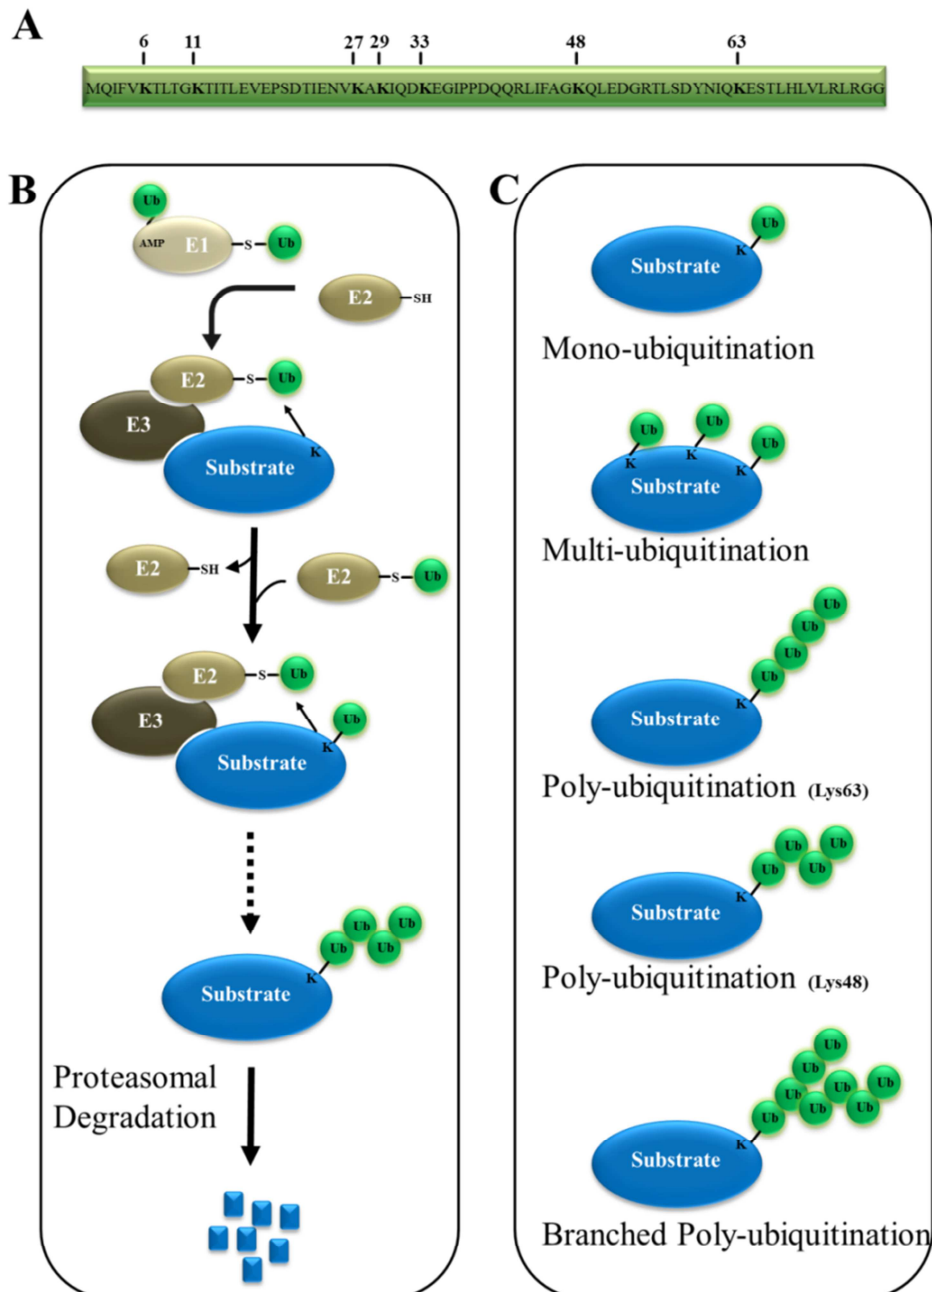 A
6 11 27 29 33 48 63
MQIFVKTLTGKTITLEVEPSDTIENVKAKIQDKEGIPPDQQRLIFAGKQLEDGRTLSDYNIQKESTLHLVLRLRGG
B
Ub
AMP E1 S Ub
E2 SH
E2 S Ub
E3
K
Substrate
E2 SH
E2 S Ub
E2 S Ub
E3
Ub
K
Substrate
Ub Ub Ub Ub
K
Substrate
Proteasomal
Degradation
C
Ub
K
Substrate
Mono-ubiquitination
Ub Ub Ub
K K K
Substrate
Multi-ubiquitination
Ub
Ub
Ub
Ub
K
Substrate
Poly-ubiquitination (Lys63)
Ub Ub
Ub Ub
K
Substrate
Poly-ubiquitination (Lys48)
Ub
Ub
Ub Ub Ub
Ub Ub Ub
K
Substrate
Branched Poly-ubiquitination